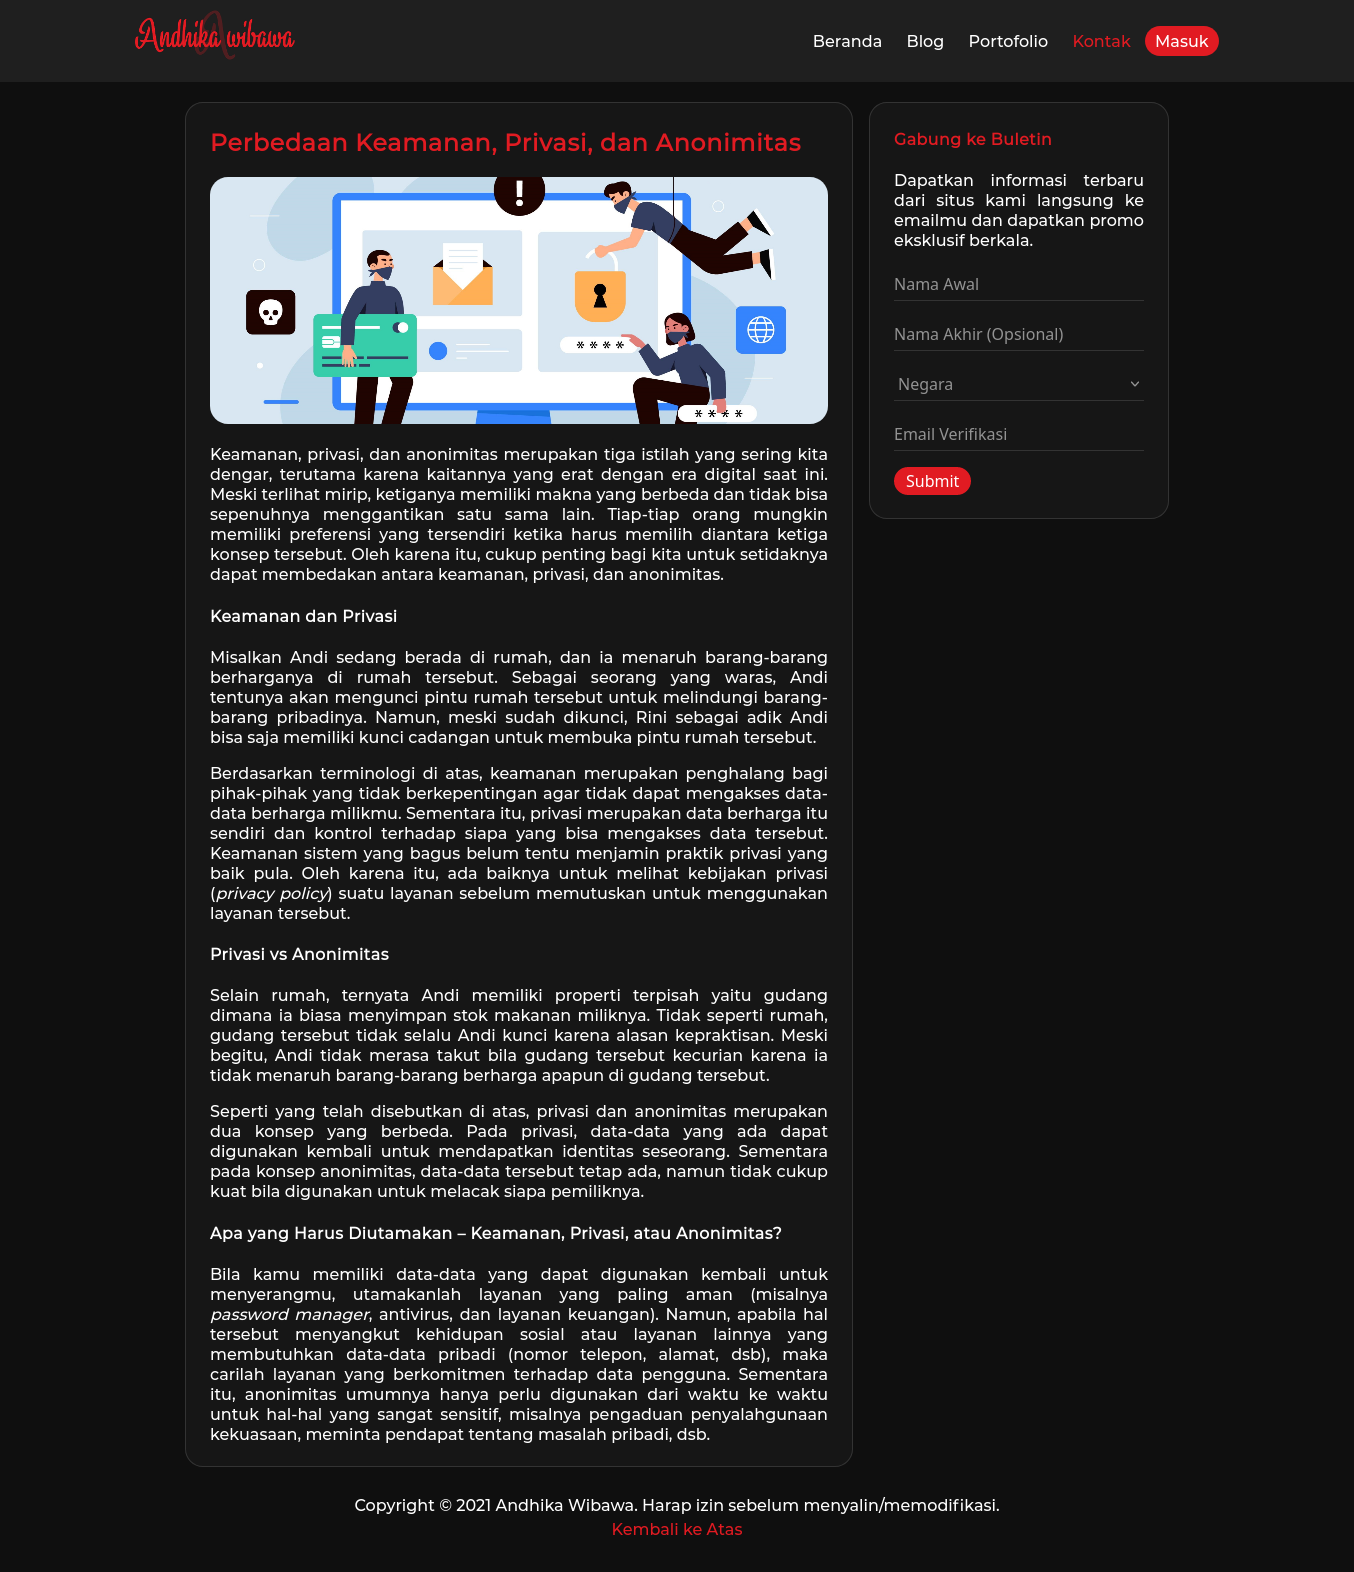 Andhika wibawa
Beranda Blog Portofolio Kontak Masuk
Perbedaan Keamanan, Privasi, dan Anonimitas
!
* * * *
* * * *
Keamanan, privasi, dan anonimitas merupakan tiga istilah yang sering kita
dengar, terutama karena kaitannya yang erat dengan era digital saat ini.
Meski terlihat mirip, ketiganya memiliki makna yang berbeda dan tidak bisa
sepenuhnya menggantikan satu sama lain. Tiap-tiap orang mungkin
memiliki preferensi yang tersendiri ketika harus memilih diantara ketiga
konsep tersebut. Oleh karena itu, cukup penting bagi kita untuk setidaknya
dapat membedakan antara keamanan, privasi, dan anonimitas.
Keamanan dan Privasi
Misalkan Andi sedang berada di rumah, dan ia menaruh barang-barang
berharganya di rumah tersebut. Sebagai seorang yang waras, Andi
tentunya akan mengunci pintu rumah tersebut untuk melindungi barang-
barang pribadinya. Namun, meski sudah dikunci, Rini sebagai adik Andi
bisa saja memiliki kunci cadangan untuk membuka pintu rumah tersebut.
Berdasarkan terminologi di atas, keamanan merupakan penghalang bagi
pihak-pihak yang tidak berkepentingan agar tidak dapat mengakses data-
data berharga milikmu. Sementara itu, privasi merupakan data berharga itu
sendiri dan kontrol terhadap siapa yang bisa mengakses data tersebut.
Keamanan sistem yang bagus belum tentu menjamin praktik privasi yang
baik pula. Oleh karena itu, ada baiknya untuk melihat kebijakan privasi
(privacy policy) suatu layanan sebelum memutuskan untuk menggunakan
layanan tersebut.
Privasi vs Anonimitas
Selain rumah, ternyata Andi memiliki properti terpisah yaitu gudang
dimana ia biasa menyimpan stok makanan miliknya. Tidak seperti rumah,
gudang tersebut tidak selalu Andi kunci karena alasan kepraktisan. Meski
begitu, Andi tidak merasa takut bila gudang tersebut kecurian karena ia
tidak menaruh barang-barang berharga apapun di gudang tersebut.
Seperti yang telah disebutkan di atas, privasi dan anonimitas merupakan
dua konsep yang berbeda. Pada privasi, data-data yang ada dapat
digunakan kembali untuk mendapatkan identitas seseorang. Sementara
pada konsep anonimitas, data-data tersebut tetap ada, namun tidak cukup
kuat bila digunakan untuk melacak siapa pemiliknya.
Apa yang Harus Diutamakan – Keamanan, Privasi, atau Anonimitas?
Bila kamu memiliki data-data yang dapat digunakan kembali untuk
menyerangmu, utamakanlah layanan yang paling aman (misalnya
password manager, antivirus, dan layanan keuangan). Namun, apabila hal
tersebut menyangkut kehidupan sosial atau layanan lainnya yang
membutuhkan data-data pribadi (nomor telepon, alamat, dsb), maka
carilah layanan yang berkomitmen terhadap data pengguna. Sementara
itu, anonimitas umumnya hanya perlu digunakan dari waktu ke waktu
untuk hal-hal yang sangat sensitif, misalnya pengaduan penyalahgunaan
kekuasaan, meminta pendapat tentang masalah pribadi, dsb.
Gabung ke Buletin
Dapatkan informasi terbaru
dari situs kami langsung ke
emailmu dan dapatkan promo
eksklusif berkala.
Nama Awal
Nama Akhir (Opsional)
Negara
Email Verifikasi
Submit
Copyright © 2021 Andhika Wibawa. Harap izin sebelum menyalin/memodifikasi.
Kembali ke Atas